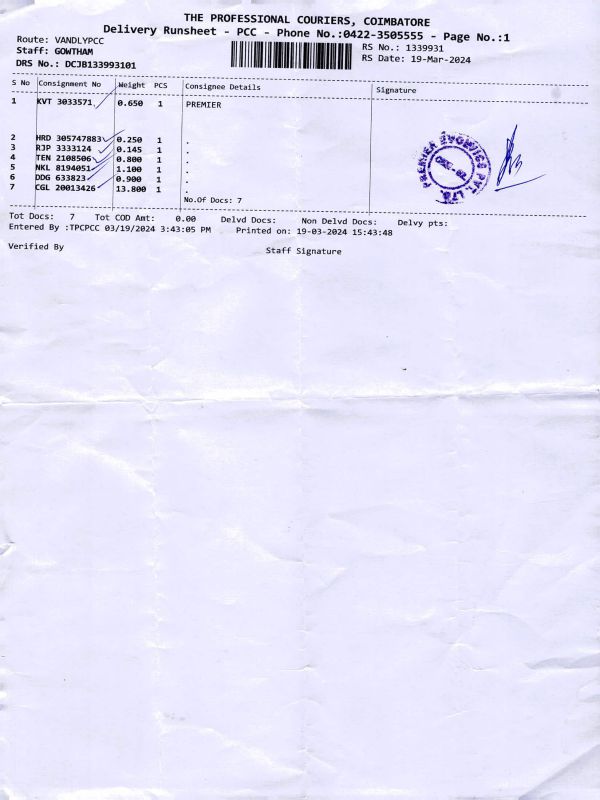 THE PROFESSIONAL COURIERS, COIMBATORE
Delivery Runsheet - PCC - Phone No.:0422-3505555 - Page No.:1
Route: VANDLYPCC
RS No.: 1339931
Staff: GOWTHAM
RS Date: 19-Mar-2024
DRS No.: DCJB133993101
S No Consignment No Weight PCS Consignee Details Signature
1 KVT 3033571 0.650 1 PREMIER
2 HRD 305747883 0.250 1 .
3 RJP 3333124 0.145 1 .
4 TEN 2108506 0.800 1 .
5 NKL 8194051 1.100 1 .
6 DDG 633823 0.900 1 .
7 CGL 20013426 13.800 1 .
PREMIER EVOLVICS PVT. LTD.
No.Of Docs: 7
Tot Docs: 7 Tot COD Amt: 0.00 Delvd Docs: Non Delvd Docs: Delvy pts:
Entered By :TPCPCC 03/19/2024 3:43:05 PM Printed on: 19-03-2024 15:43:48
Verified By Staff Signature